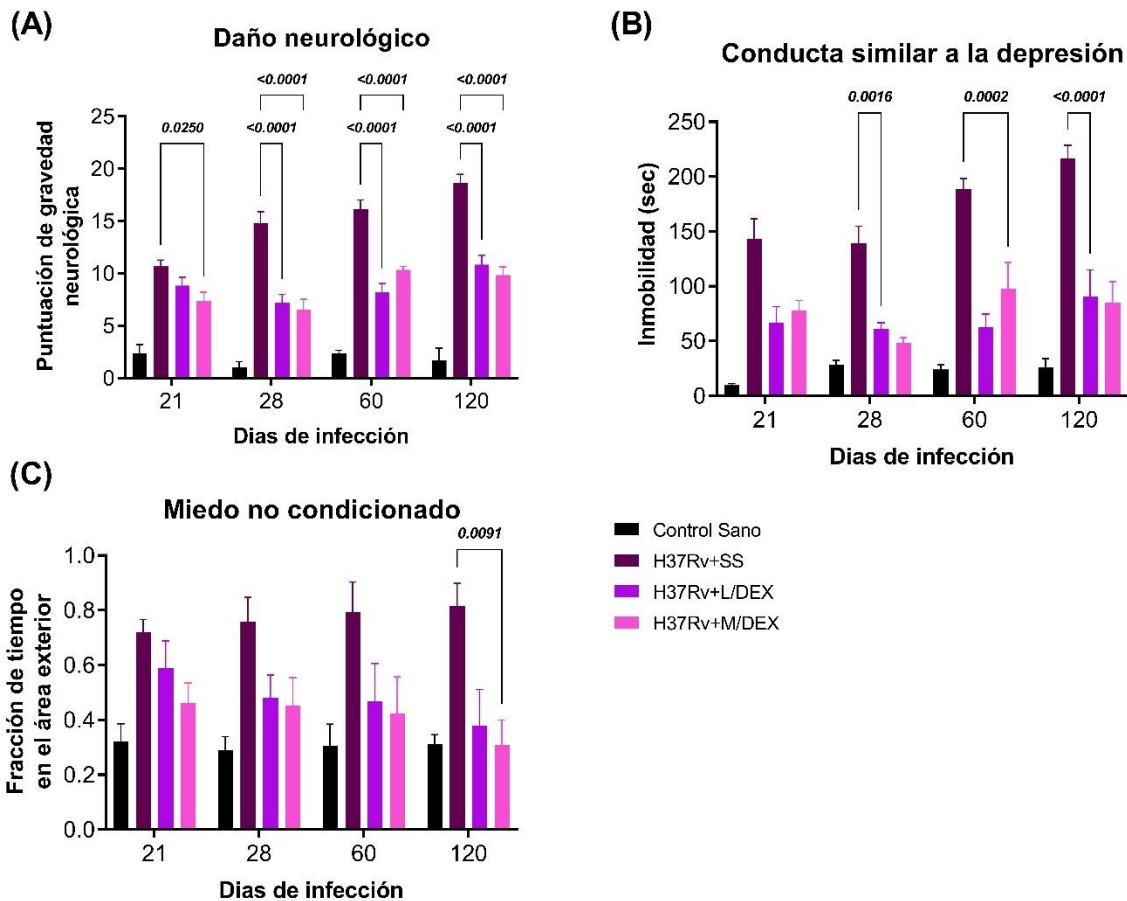 (A)
Daño neurológico
<0.0001
<0.0001
<0.0001
0.0250
<0.0001
<0.0001
<0.0001
Puntuación de gravedad
neurológica
25
20
15
10
5
0
21
28
60
120
Dias de infección
(B)
Conducta similar a la depresión
0.0016
0.0002
<0.0001
Inmobilidad (sec)
250
200
150
100
50
0
21
28
60
120
Dias de infección
(C)
Miedo no condicionado
0.0091
Fracción de tiempo
en el área exterior
1.0
0.8
0.6
0.4
0.2
0.0
21
28
60
120
Dias de infección
Control Sano
H37Rv+SS
H37Rv+L/DEX
H37Rv+M/DEX